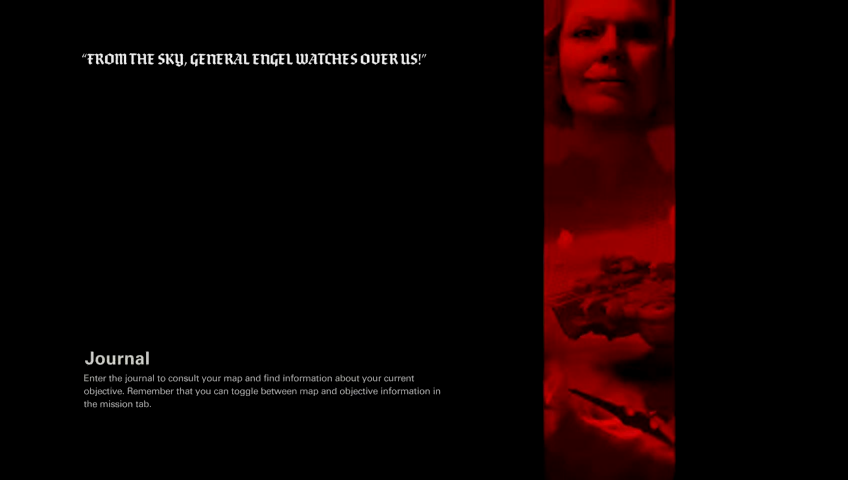 “FROM THE SKY, GENERAL ENGEL WATCHES OVER US!”
Journal
Enter the journal to consult your map and find information about your current
objective. Remember that you can toggle between map and objective information in
the mission tab.